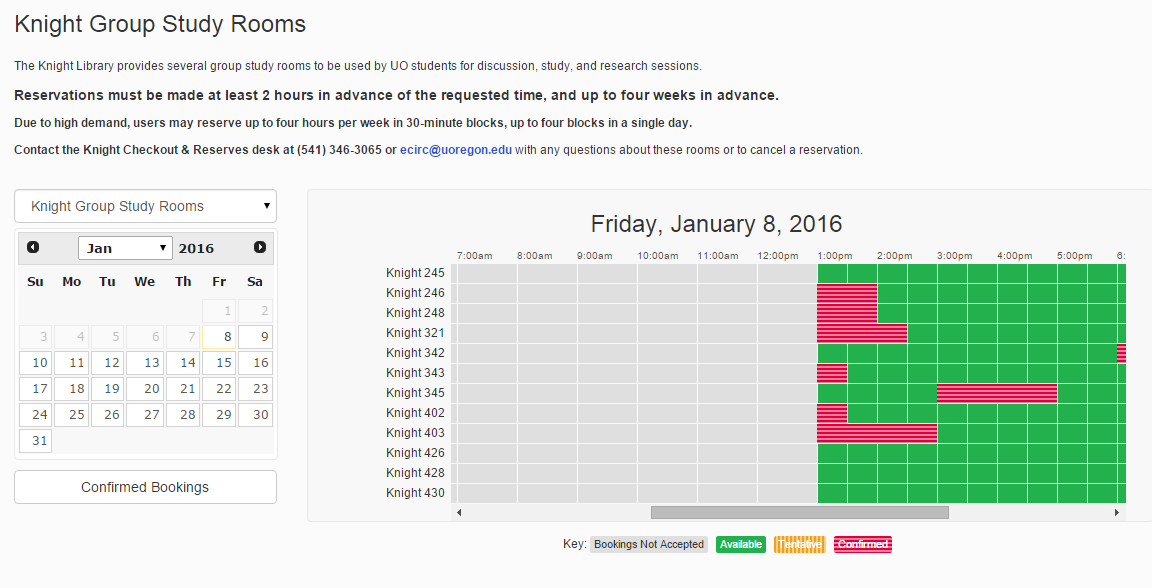 Knight Group Study Rooms
The Knight Library provides several group study rooms to be used by UO students for discussion, study, and research sessions.
Reservations must be made at least 2 hours in advance of the requested time, and up to four weeks in advance.
Due to high demand, users may reserve up to four hours per week in 30-minute blocks, up to four blocks in a single day.
Contact the Knight Checkout & Reserves desk at (541) 346-3065 or ecirc@uoregon.edu with any questions about these rooms or to cancel a reservation.
Knight Group Study Rooms
Jan 2016
Su Mo Tu We Th Fr Sa
1 2
3 4 5 6 7 8 9
10 11 12 13 14 15 16
17 18 19 20 21 22 23
24 25 26 27 28 29 30
31
Confirmed Bookings
Friday, January 8, 2016
7:00am 8:00am 9:00am 10:00am 11:00am 12:00pm 1:00pm 2:00pm 3:00pm 4:00pm 5:00pm 6:
Knight 245
Knight 246
Knight 248
Knight 321
Knight 342
Knight 343
Knight 345
Knight 402
Knight 403
Knight 426
Knight 428
Knight 430
Key: Bookings Not Accepted Available Tentative Confirmed